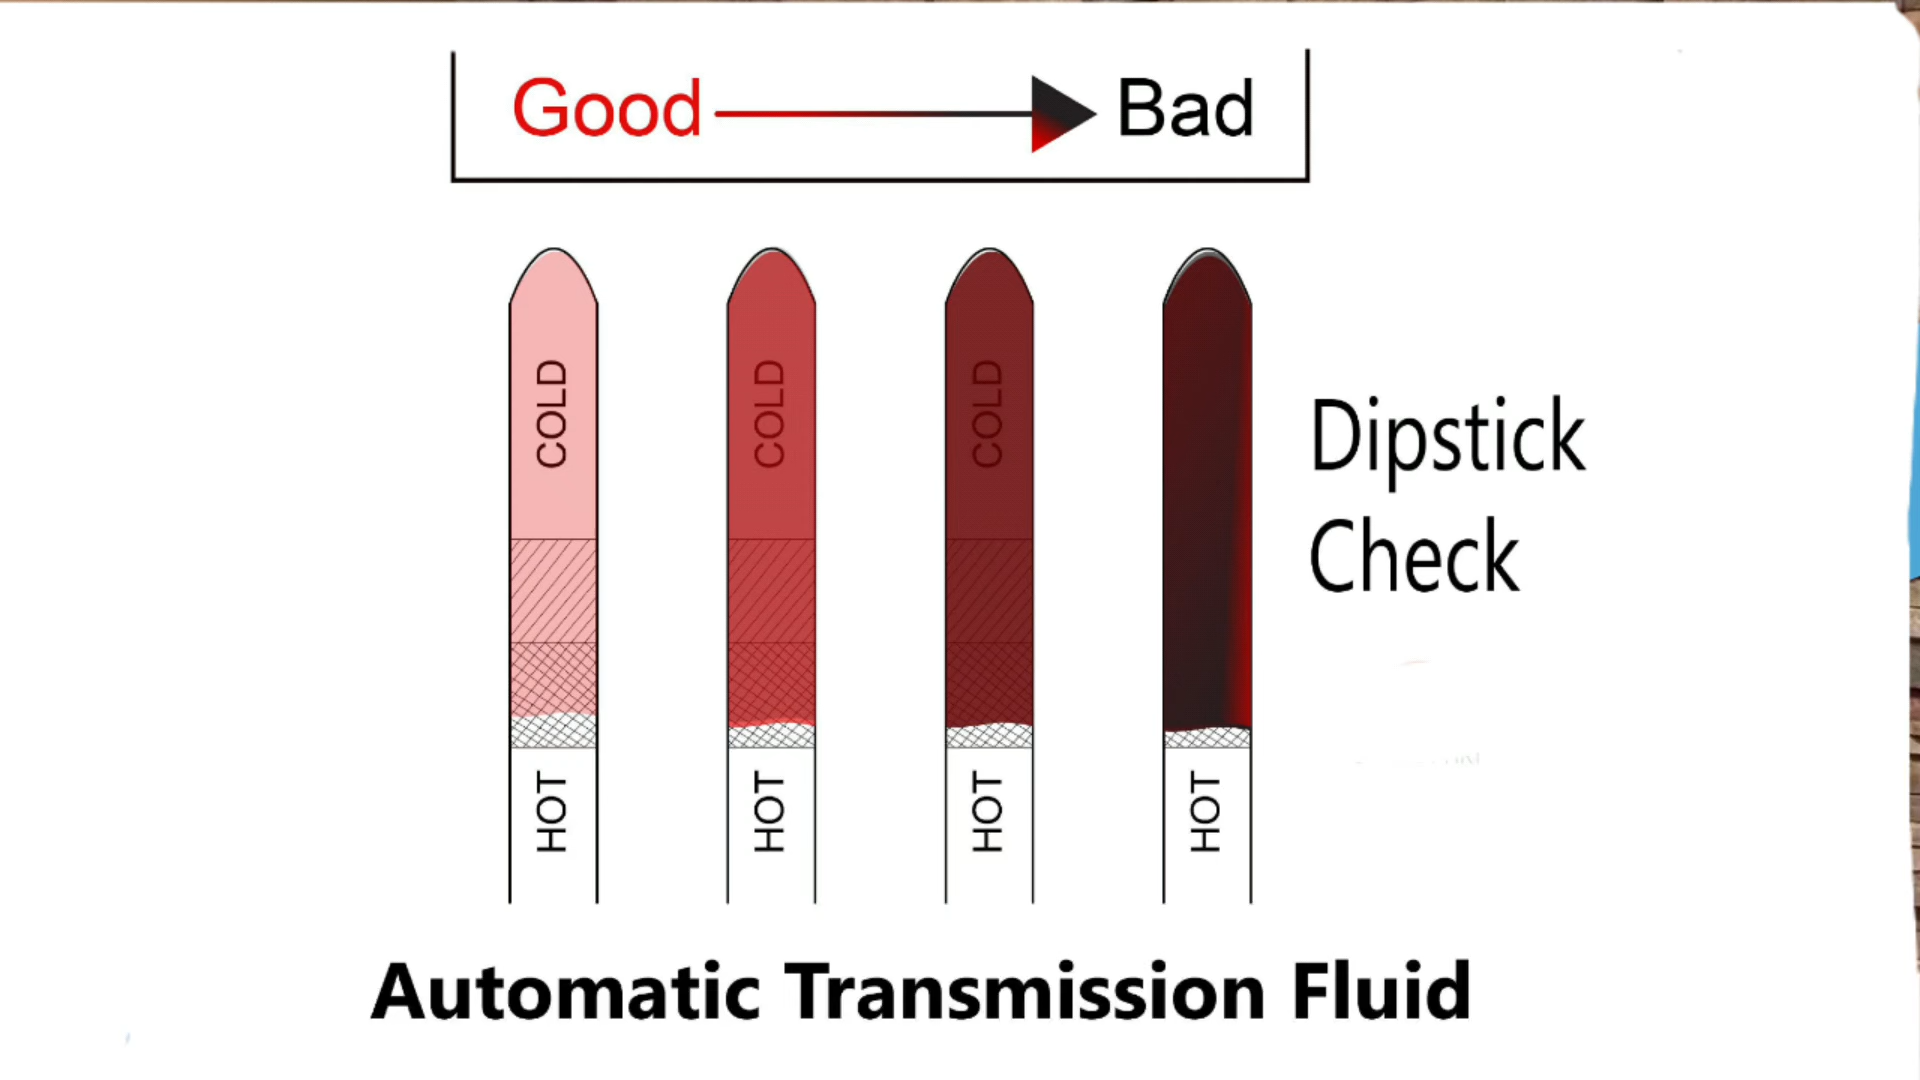 Good Bad
COLD COLD COLD
Dipstick
Check
HOT HOT HOT HOT
Automatic Transmission Fluid